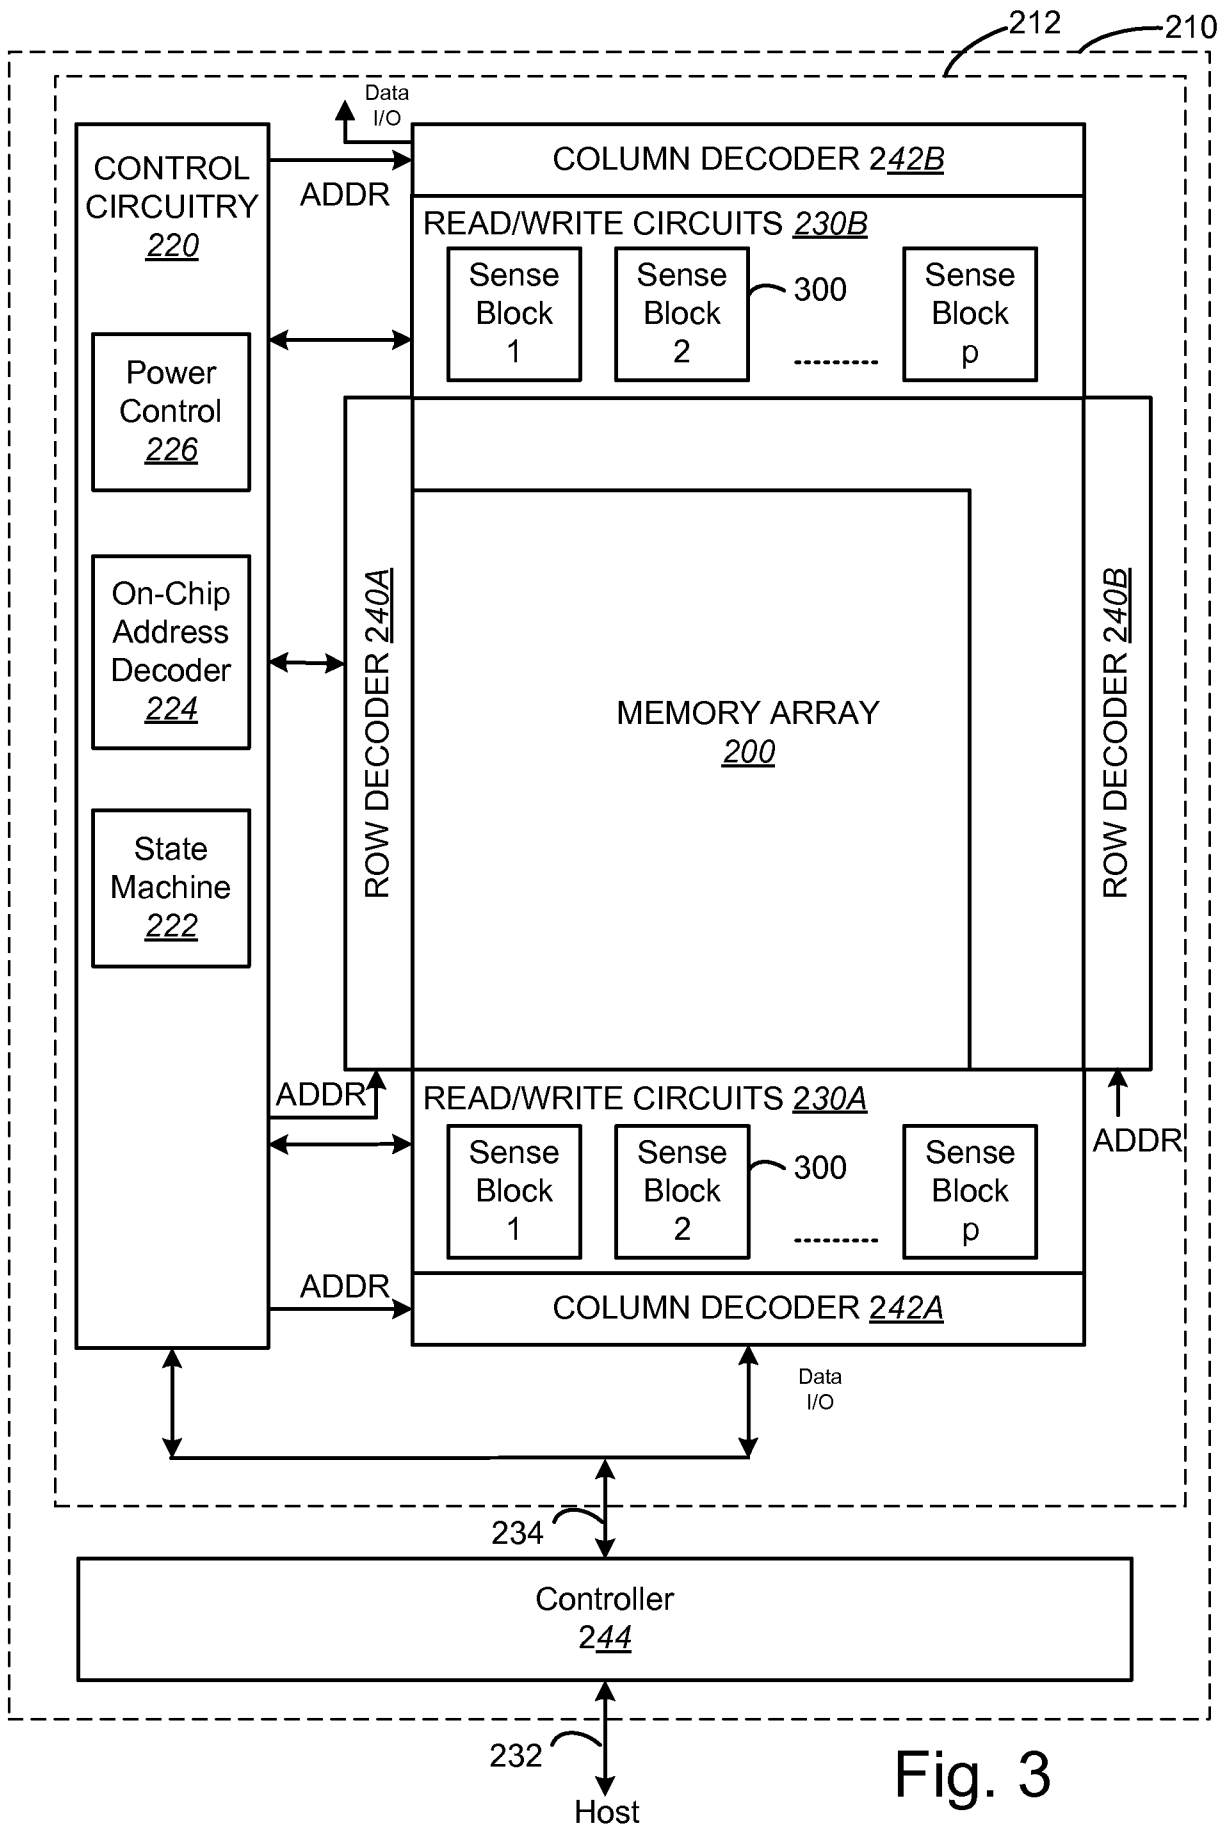 212
210
Data
I/O
CONTROL
CIRCUITRY
220
ADDR
COLUMN DECODER 242B
READ/WRITE CIRCUITS 230B
Sense
Block
1
Sense
Block
2
300
Sense
Block
p
Power
Control
226
On-Chip
Address
Decoder
224
State
Machine
222
ROW DECODER 240A
MEMORY ARRAY
200
ROW DECODER 240B
ADDR
READ/WRITE CIRCUITS 230A
Sense
Block
1
Sense
Block
2
300
Sense
Block
p
ADDR
ADDR
COLUMN DECODER 242A
Data
I/O
234
Controller
244
232
Host
Fig. 3